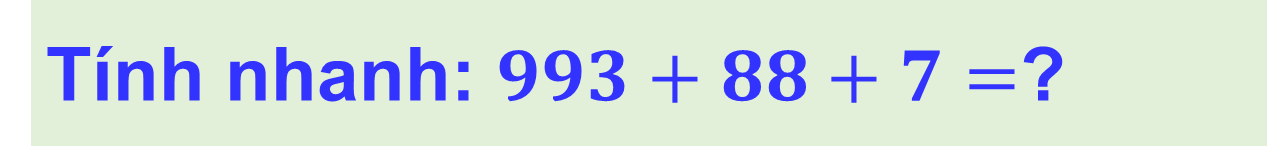 Tính nhanh: 993 + 88 + 7 =?